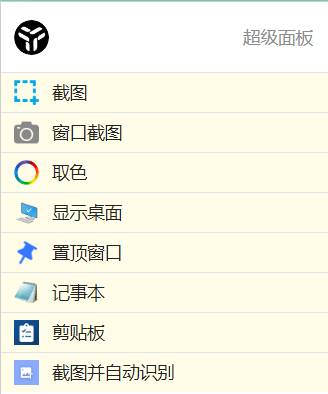 超级面板
截图
窗口截图
取色
显示桌面
置顶窗口
记事本
剪贴板
截图并自动识别